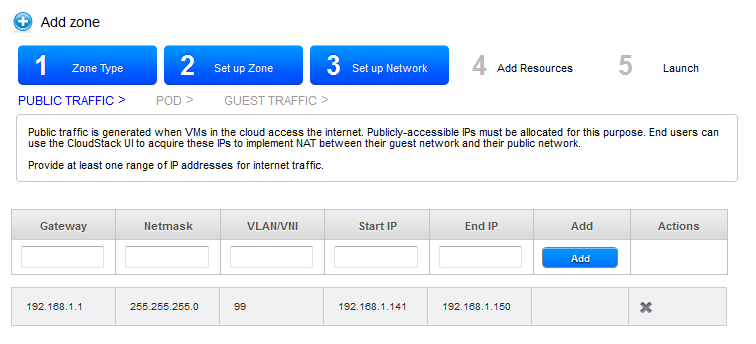 Add zone
1 Zone Type 2 Set up Zone 3 Set up Network 4 Add Resources 5 Launch
PUBLIC TRAFFIC > POD > GUEST TRAFFIC >
Public traffic is generated when VMs in the cloud access the internet. Publicly-accessible IPs must be allocated for this purpose. End users can
use the CloudStack UI to acquire these IPs to implement NAT between their guest network and their public network.
Provide at least one range of IP addresses for internet traffic.
Gateway Netmask VLAN/VNI Start IP End IP Add Actions
Add
192.168.1.1 255.255.255.0 99 192.168.1.141 192.168.1.150